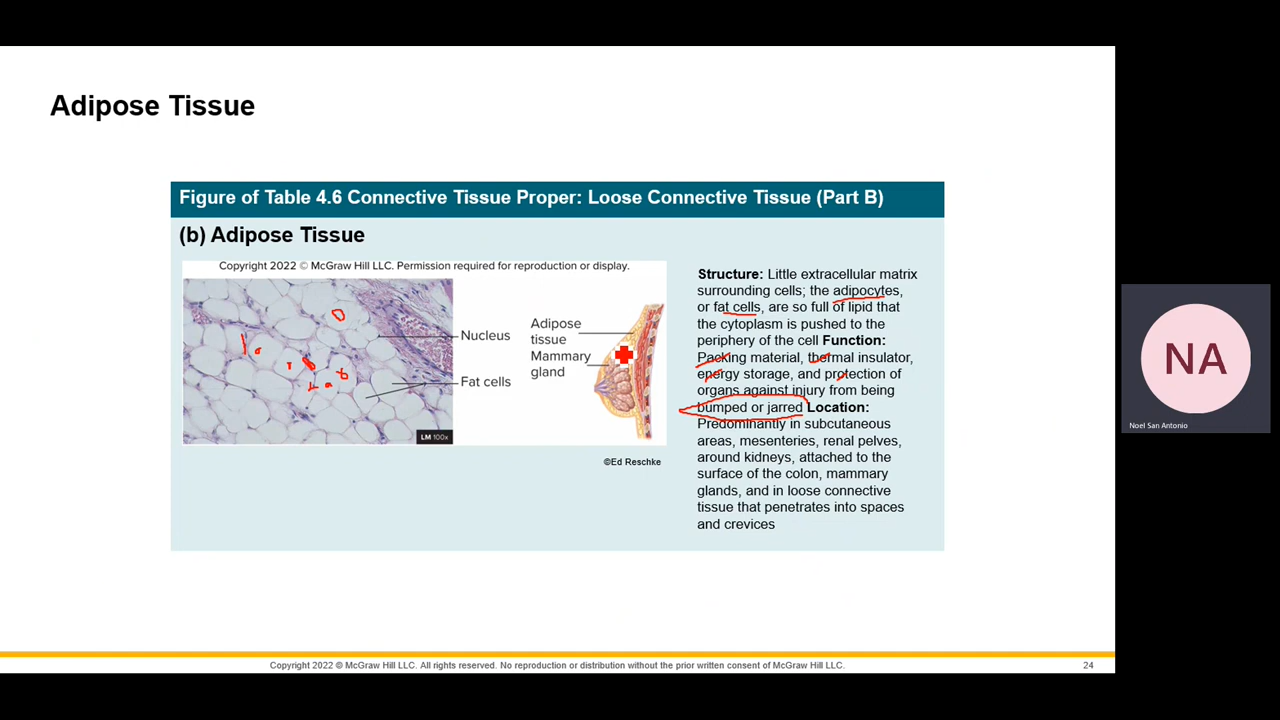 Adipose Tissue
Figure of Table 4.6 Connective Tissue Proper: Loose Connective Tissue (Part B)
(b) Adipose Tissue
Copyright 2022 © McGraw Hill LLC. Permission required for reproduction or display.
Nucleus
Fat cells
LM 100x
Adipose
tissue
Mammary
gland
©Ed Reschke
Structure: Little extracellular matrix
surrounding cells; the adipocytes,
or fat cells, are so full of lipid that
the cytoplasm is pushed to the
periphery of the cell Function:
Packing material, thermal insulator,
energy storage, and protection of
organs against injury from being
bumped or jarred Location:
Predominantly in subcutaneous
areas, mesenteries, renal pelves,
around kidneys, attached to the
surface of the colon, mammary
glands, and in loose connective
tissue that penetrates into spaces
and crevices
NA
Noel San Antonio
Copyright 2022 © McGraw Hill LLC. All rights reserved. No reproduction or distribution without the prior written consent of McGraw Hill LLC.
24